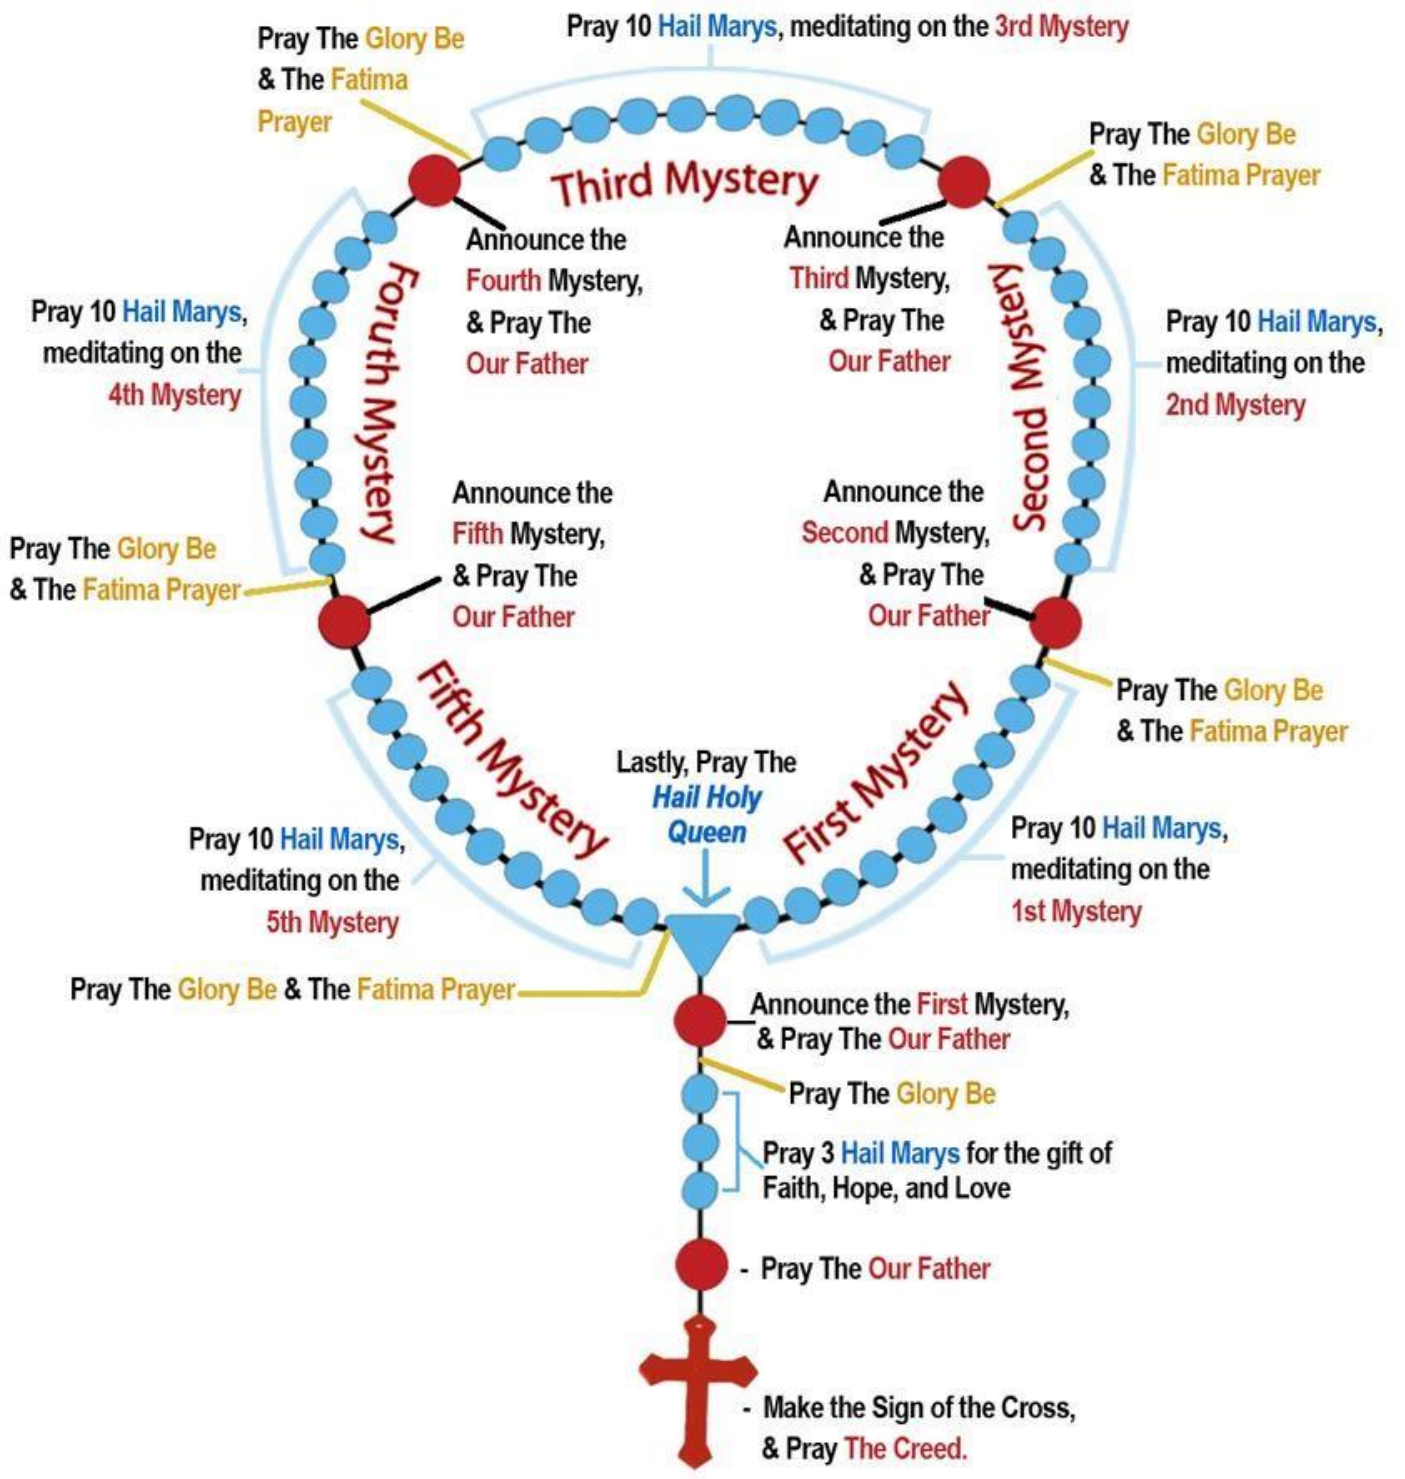 Pray 10 Hail Marys, meditating on the 3rd Mystery
Pray The Glory Be
& The Fatima
Prayer
Pray The Glory Be
& The Fatima Prayer
Third Mystery
Announce the
Fourth Mystery,
& Pray The
Our Father
Announce the
Third Mystery,
& Pray The
Our Father
Foruth Mystery
Second Mystery
Pray 10 Hail Marys,
meditating on the
4th Mystery
Pray 10 Hail Marys,
meditating on the
2nd Mystery
Announce the
Fifth Mystery,
& Pray The
Our Father
Announce the
Second Mystery,
& Pray The
Our Father
Pray The Glory Be
& The Fatima Prayer
Pray The Glory Be
& The Fatima Prayer
Fifth Mystery
First Mystery
Lastly, Pray The
Hail Holy
Queen
Pray 10 Hail Marys,
meditating on the
5th Mystery
Pray 10 Hail Marys,
meditating on the
1st Mystery
Pray The Glory Be & The Fatima Prayer
Announce the First Mystery,
& Pray The Our Father
Pray The Glory Be
Pray 3 Hail Marys for the gift of
Faith, Hope, and Love
- Pray The Our Father
- Make the Sign of the Cross,
& Pray The Creed.